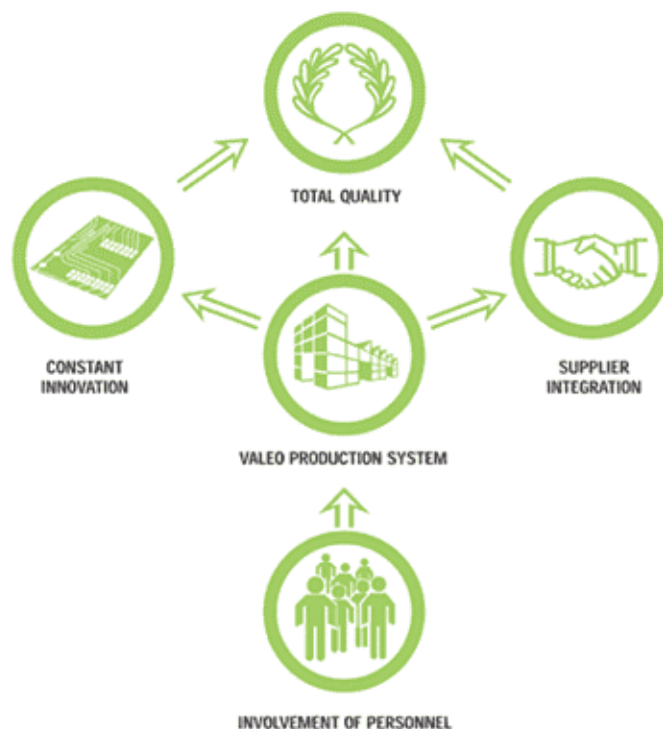 TOTAL QUALITY
CONSTANT
INNOVATION
SUPPLIER
INTEGRATION
VALEO PRODUCTION SYSTEM
INVOLVEMENT OF PERSONNEL